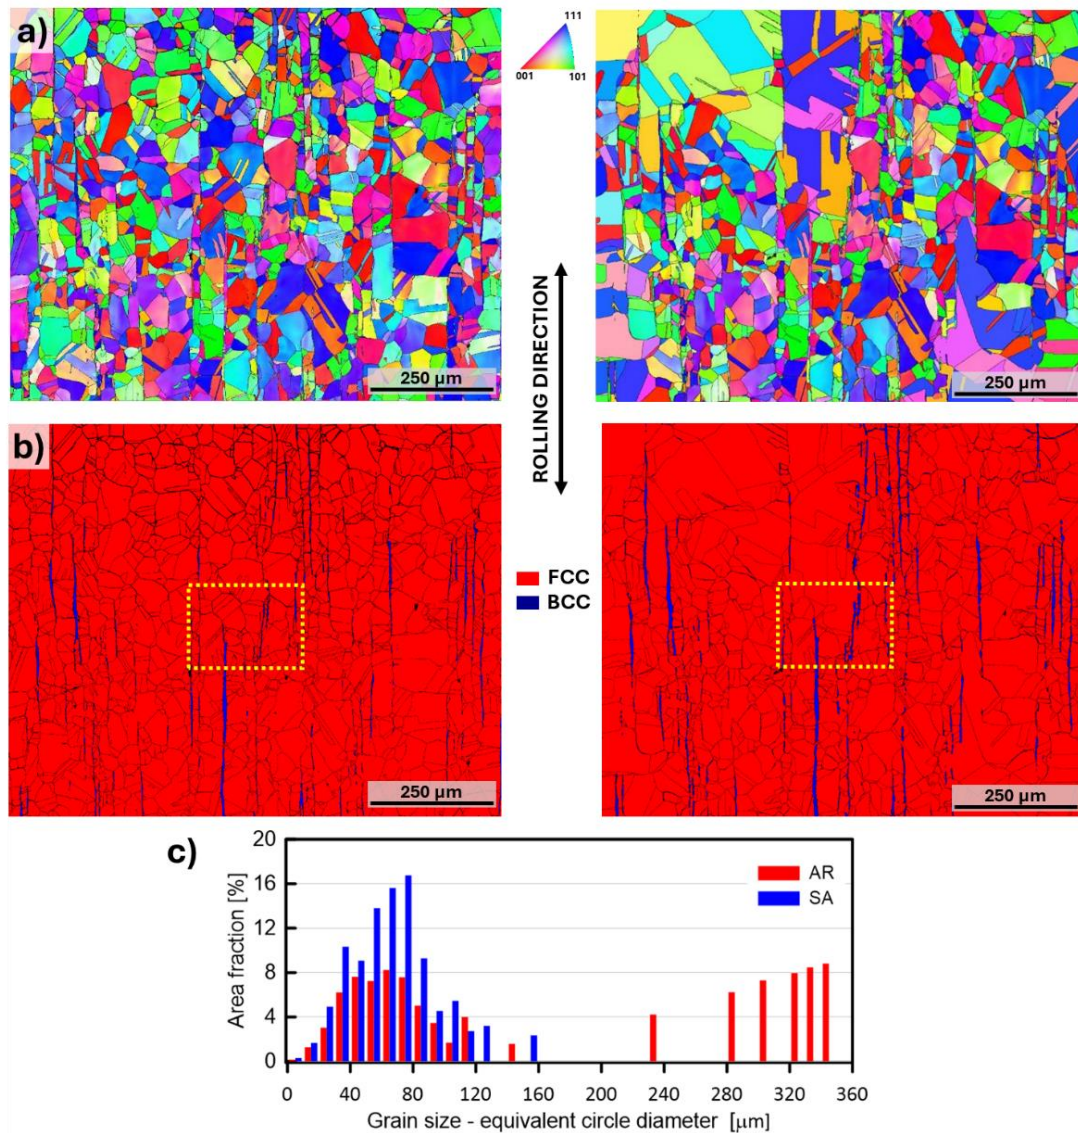 a)
111
001
101
250 µm
250 µm
ROLLING DIRECTION
b)
FCC
BCC
250 µm
250 µm
c)
20
16
12
8
4
0
Area fraction [%]
AR
SA
0 40 80 120 160 200 240 280 320 360
Grain size - equivalent circle diameter [µm]